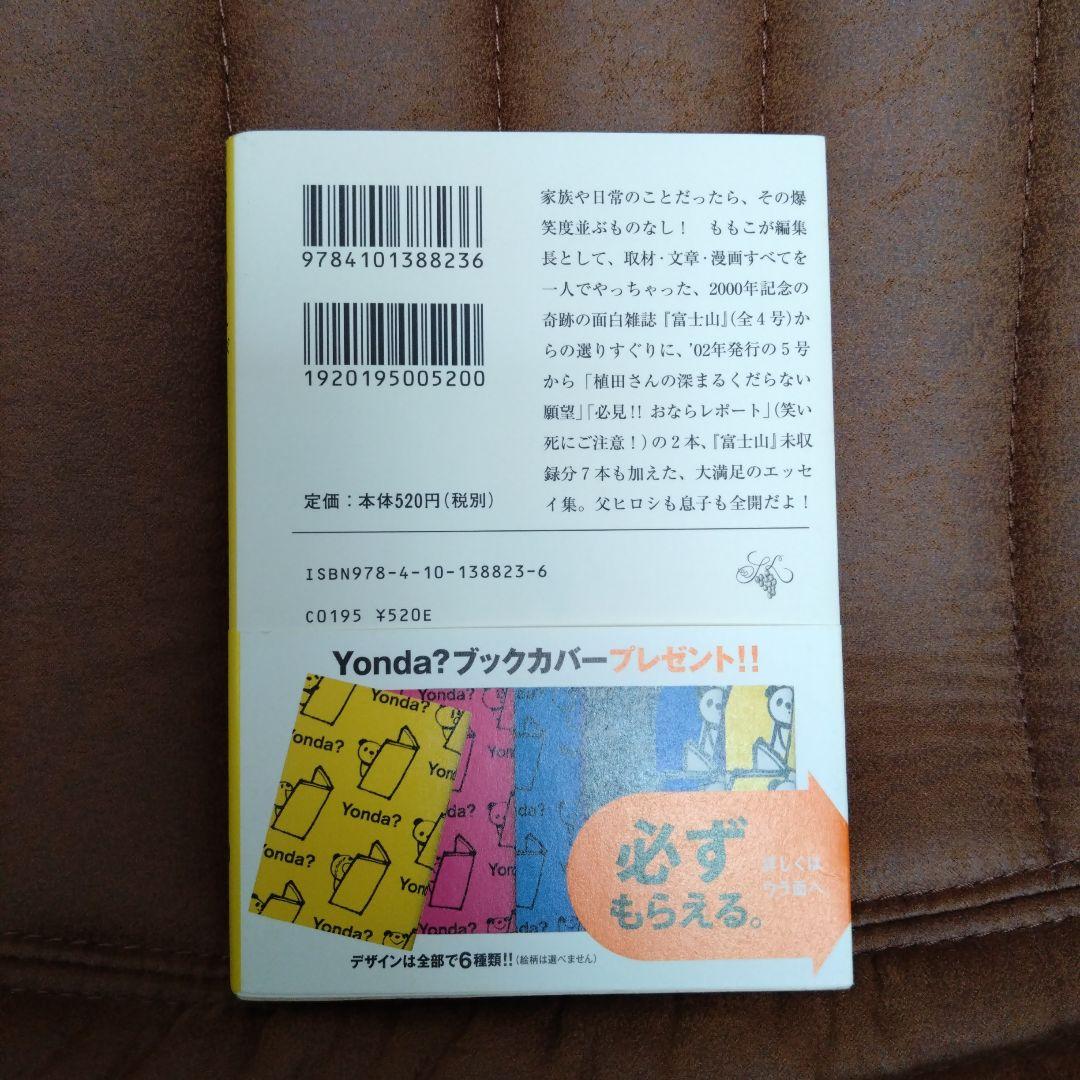 9784101388236
1920195005200
定価：本体520円（税別）
家族や日常のことだったら、その爆
笑度並ぶものなし！　ももこが編集
長として、取材・文章・漫画すべてを
一人でやっちゃった、2000年記念の
奇跡の面白雑誌『富士山』（全４号）か
らの選りすぐりに、'02年発行の５号
から「植田さんの深まるくだらない
願望」「必見!! おならレポート」（笑い
死にご注意！）の２本、『富士山』未収
録分７本も加えた、大満足のエッセ
イ集。父ヒロシも息子も全開だよ！
ISBN978-4-10-138823-6
C0195 ¥520E
Yonda?ブックカバープレゼント!!
Yonda?
Yonda?
Yonda?
Yonda?
Yonda?
Yonda?
必ず
もらえる。
詳しくは
ウラ面へ
デザインは全部で6種類!!（絵柄は選べません）